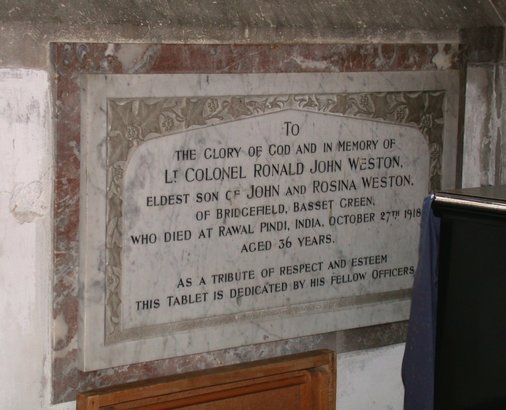 TO
THE GLORY OF GOD AND IN MEMORY OF
LT COLONEL RONALD JOHN WESTON,
ELDEST SON OF JOHN AND ROSINA WESTON,
OF BRIDGEFIELD, BASSET GREEN,
WHO DIED AT RAWAL PINDI, INDIA, OCTOBER 27TH 1918
AGED 36 YEARS.
AS A TRIBUTE OF RESPECT AND ESTEEM
THIS TABLET IS DEDICATED BY HIS FELLOW OFFICERS